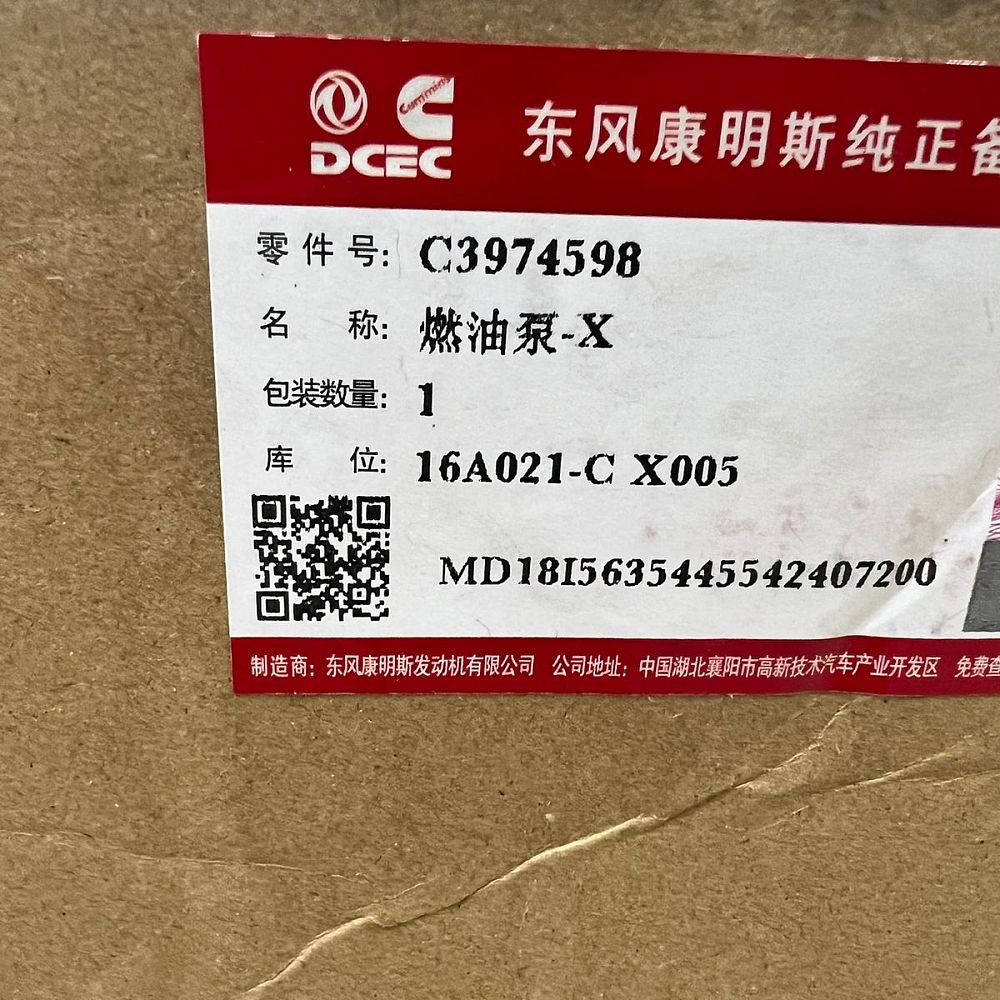 Cummins
DCEC
东风康明斯纯正备
零件号: C3974598
名称: 燃油泵-X
包装数量: 1
库位: 16A021-C X005
MD18I5635445542407200
制造商: 东风康明斯发动机有限公司 公司地址: 中国湖北襄阳市高新技术汽车产业开发区 免费查